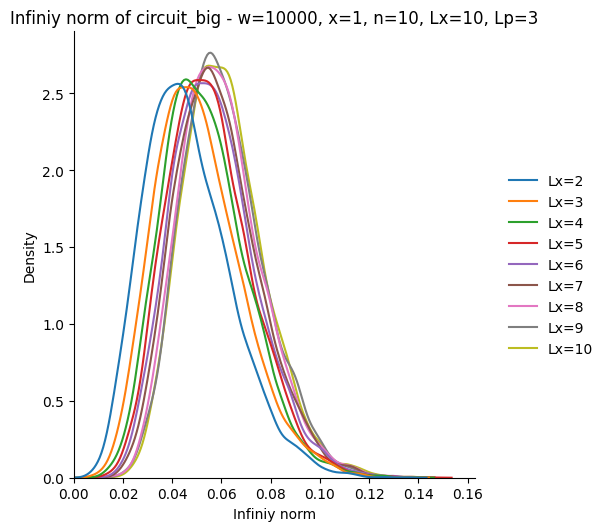 Infiniy norm of circuit_big - w=10000, x=1, n=10, Lx=10, Lp=3
2.5
2.0
1.5
1.0
0.5
0.0
Density
0.00 0.02 0.04 0.06 0.08 0.10 0.12 0.14 0.16
Infiniy norm
Lx=2
Lx=3
Lx=4
Lx=5
Lx=6
Lx=7
Lx=8
Lx=9
Lx=10